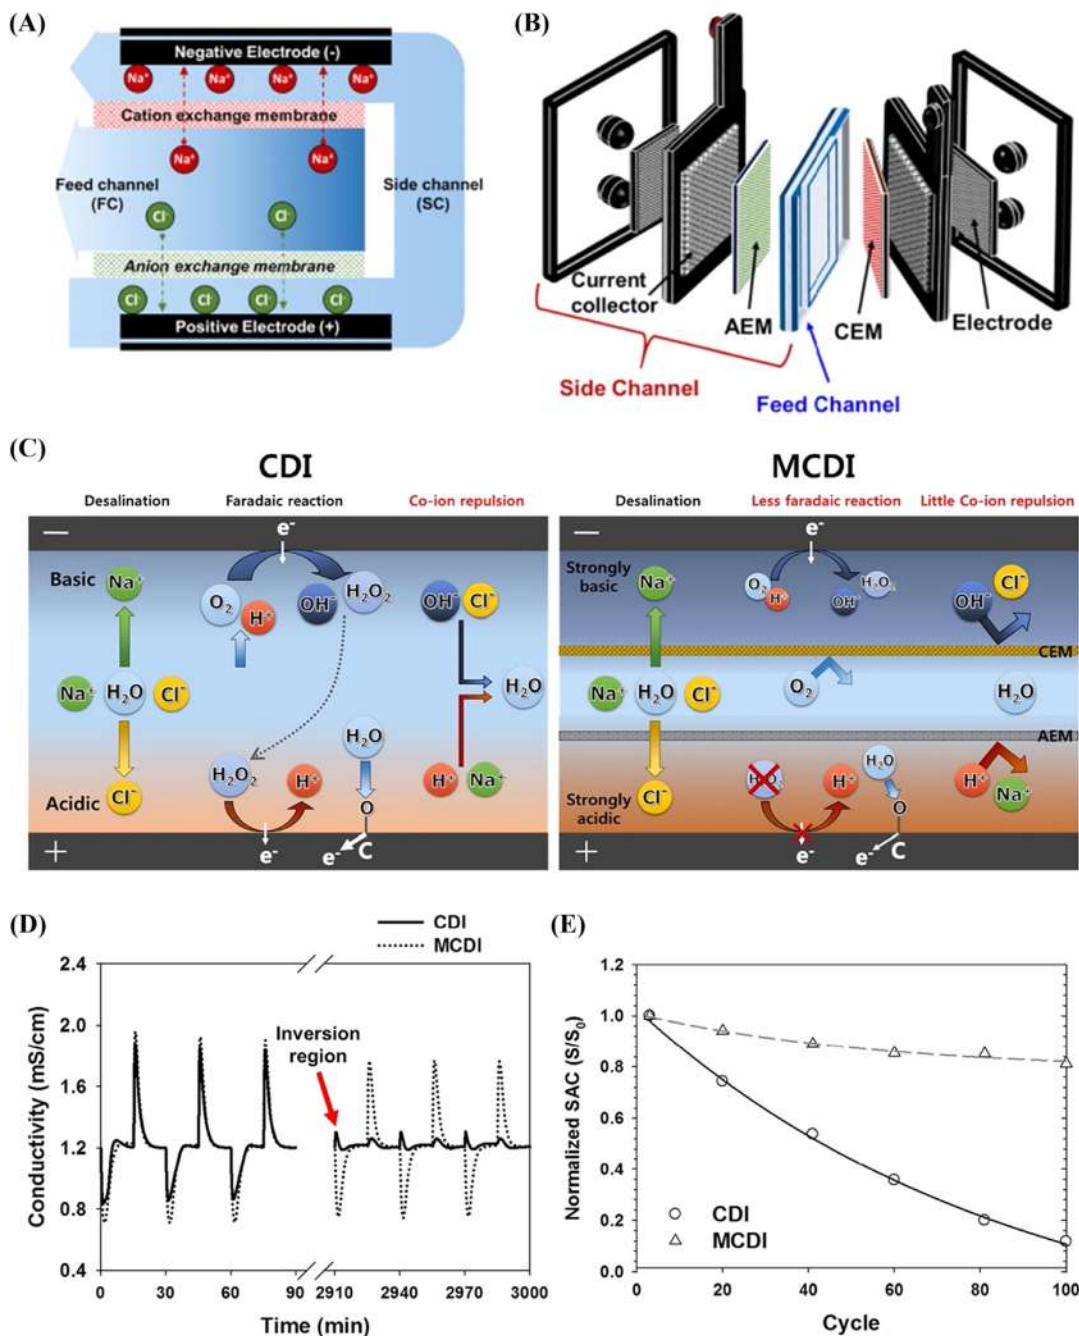 (A)
Negative Electrode (-)
Na⁺ Na⁺ Na⁺ Na⁺
Cation exchange membrane
Na⁺ Na⁺
Feed channel
(FC)
Side channel
(SC)
Cl⁻ Cl⁻
Anion exchange membrane
Cl⁻ Cl⁻ Cl⁻ Cl⁻
Positive Electrode (+)
(B)
Current
collector
AEM
CEM
Electrode
Side Channel
Feed Channel
(C)
CDI
Desalination Faradaic reaction Co-ion repulsion
− e⁻
Basic Na⁺ O₂ H⁺ OH⁻ H₂O₂ OH⁻ Cl⁻
Na⁺ H₂O Cl⁻ H₂O
H₂O
H₂O₂ H⁺ H⁺ Na⁺
Acidic Cl⁻ O
+ e⁻ e⁻ C
MCDI
Desalination Less faradaic reaction Little Co-ion repulsion
− e⁻
Strongly
basic
Na⁺ O₂ H⁺ OH⁻ H₂O₂ OH⁻ Cl⁻
CEM
Na⁺ H₂O Cl⁻ O₂ H₂O
AEM
H₂O
H⁺ H⁺ Na⁺
Strongly
acidic
Cl⁻ O
+ e⁻ e⁻ C
(D)
CDI
MCDI
2.4
2.0
1.6
1.2
0.8
0.4
Conductivity (mS/cm)
Inversion
region
0 30 60 90 2910 2940 2970 3000
Time (min)
(E)
1.2
1.0
0.8
0.6
0.4
0.2
0.0
Normalized SAC (S/S₀)
CDI
MCDI
0 20 40 60 80 100
Cycle